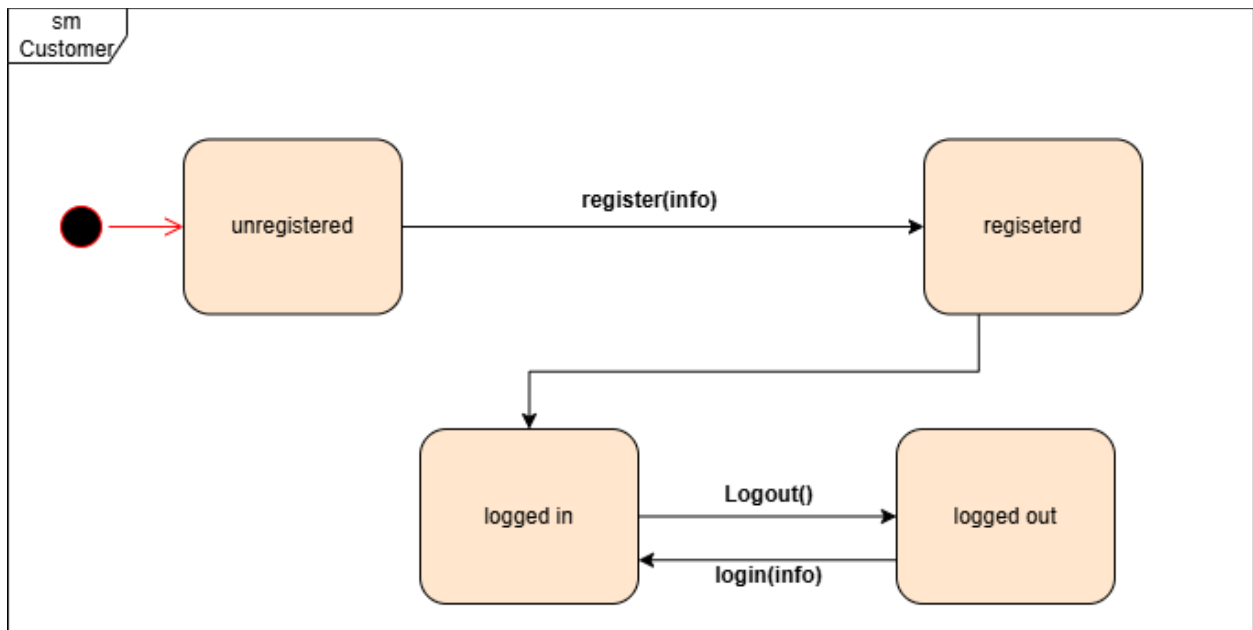 sm
Customer
unregistered
register(info)
regiseterd
logged in
Logout()
login(info)
logged out